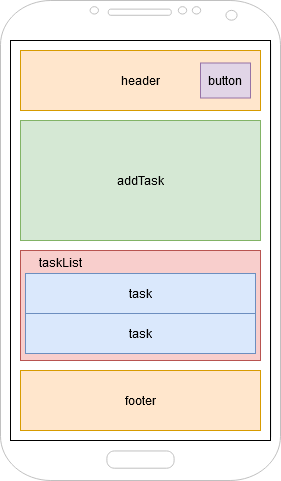 header
button
addTask
taskList
task
task
footer